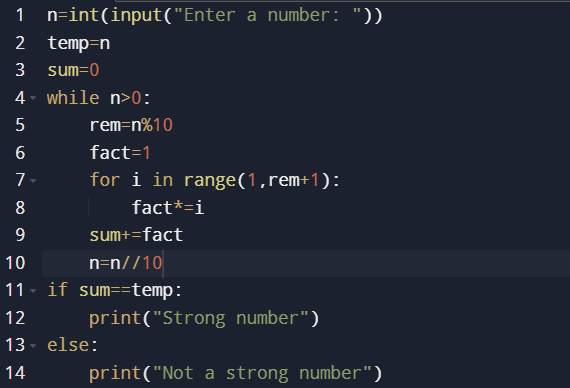 1 n=int(input("Enter a number: "))
2 temp=n
3 sum=0
4 while n>0:
5     rem=n%10
6     fact=1
7     for i in range(1,rem+1):
8         fact*=i
9     sum+=fact
10     n=n//10
11 if sum==temp:
12     print("Strong number")
13 else:
14     print("Not a strong number")